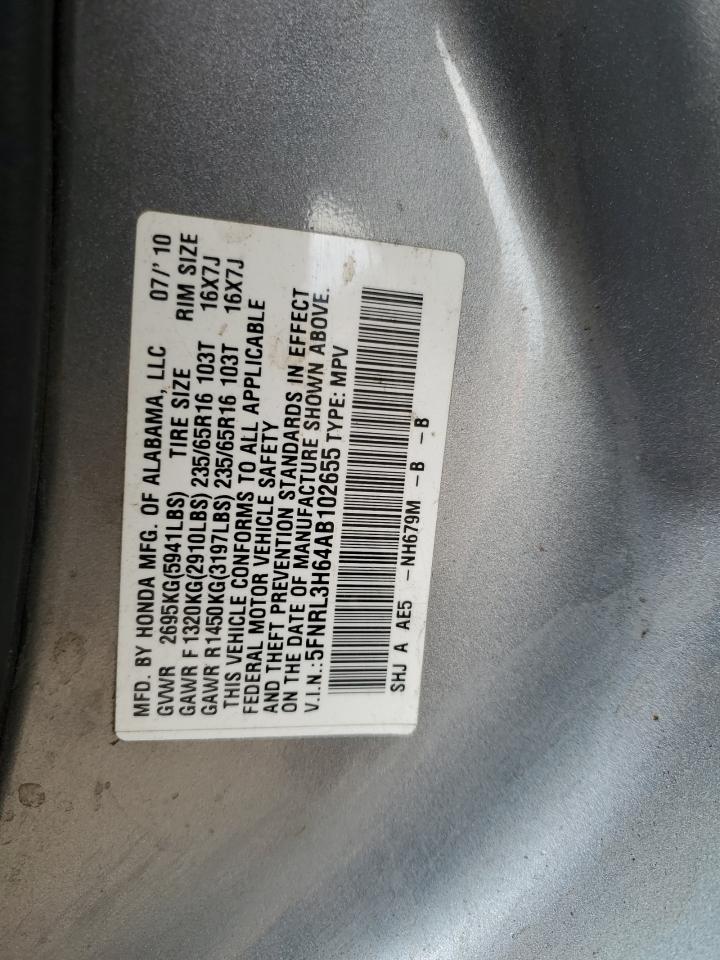 MFD. BY HONDA MFG. OF ALABAMA, LLC 07/' 10
GVWR 2695KG(5941LBS) TIRE SIZE RIM SIZE
GAWR F 1320KG(2910LBS) 235/65R16 103T 16X7J
GAWR R1450KG(3197LBS) 235/65R16 103T 16X7J
THIS VEHICLE CONFORMS TO ALL APPLICABLE
FEDERAL MOTOR VEHICLE SAFETY
AND THEFT PREVENTION STANDARDS IN EFFECT
ON THE DATE OF MANUFACTURE SHOWN ABOVE.
V.I.N.:5FNRL3H64AB102655 TYPE: MPV
SHJ A AE5 -NH679M -B -B